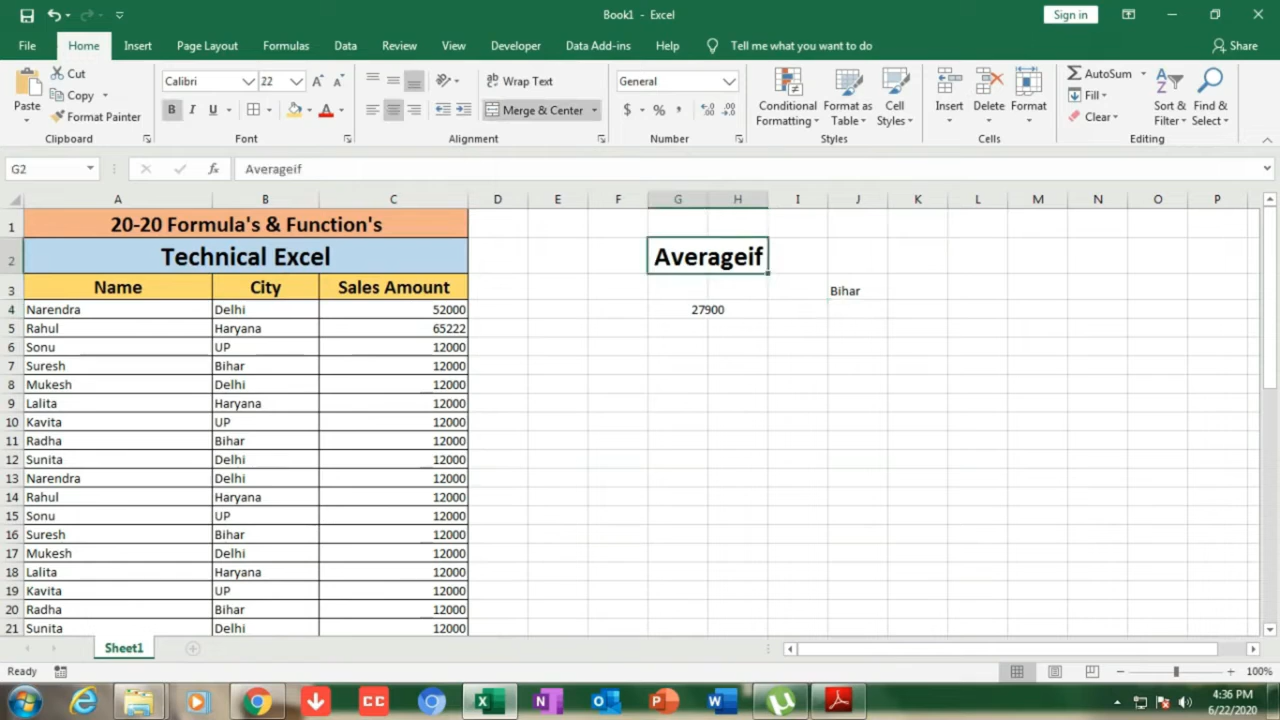 Book1 - Excel
Sign in
File Home Insert Page Layout Formulas Data Review View Developer Data Add-ins Help Tell me what you want to do Share
Paste
Cut
Copy
Format Painter
Clipboard
Calibri 22
B I U
Font
Wrap Text
Merge & Center
Alignment
General
$ % ,
Number
Conditional Formatting
Format as Table
Cell Styles
Styles
Insert Delete Format
Cells
AutoSum
Fill
Clear
Sort & Filter
Find & Select
Editing
G2 fx Averageif
A B C D E F G H I J K L M N O P
1 20-20 Formula's & Function's
2 Technical Excel Averageif
3 Name City Sales Amount Bihar
4 Narendra Delhi 52000 27900
5 Rahul Haryana 65222
6 Sonu UP 12000
7 Suresh Bihar 12000
8 Mukesh Delhi 12000
9 Lalita Haryana 12000
10 Kavita UP 12000
11 Radha Bihar 12000
12 Sunita Delhi 12000
13 Narendra Delhi 12000
14 Rahul Haryana 12000
15 Sonu UP 12000
16 Suresh Bihar 12000
17 Mukesh Delhi 12000
18 Lalita Haryana 12000
19 Kavita UP 12000
20 Radha Bihar 12000
21 Sunita Delhi 12000
Sheet1
Ready 100%
4:36 PM
6/22/2020